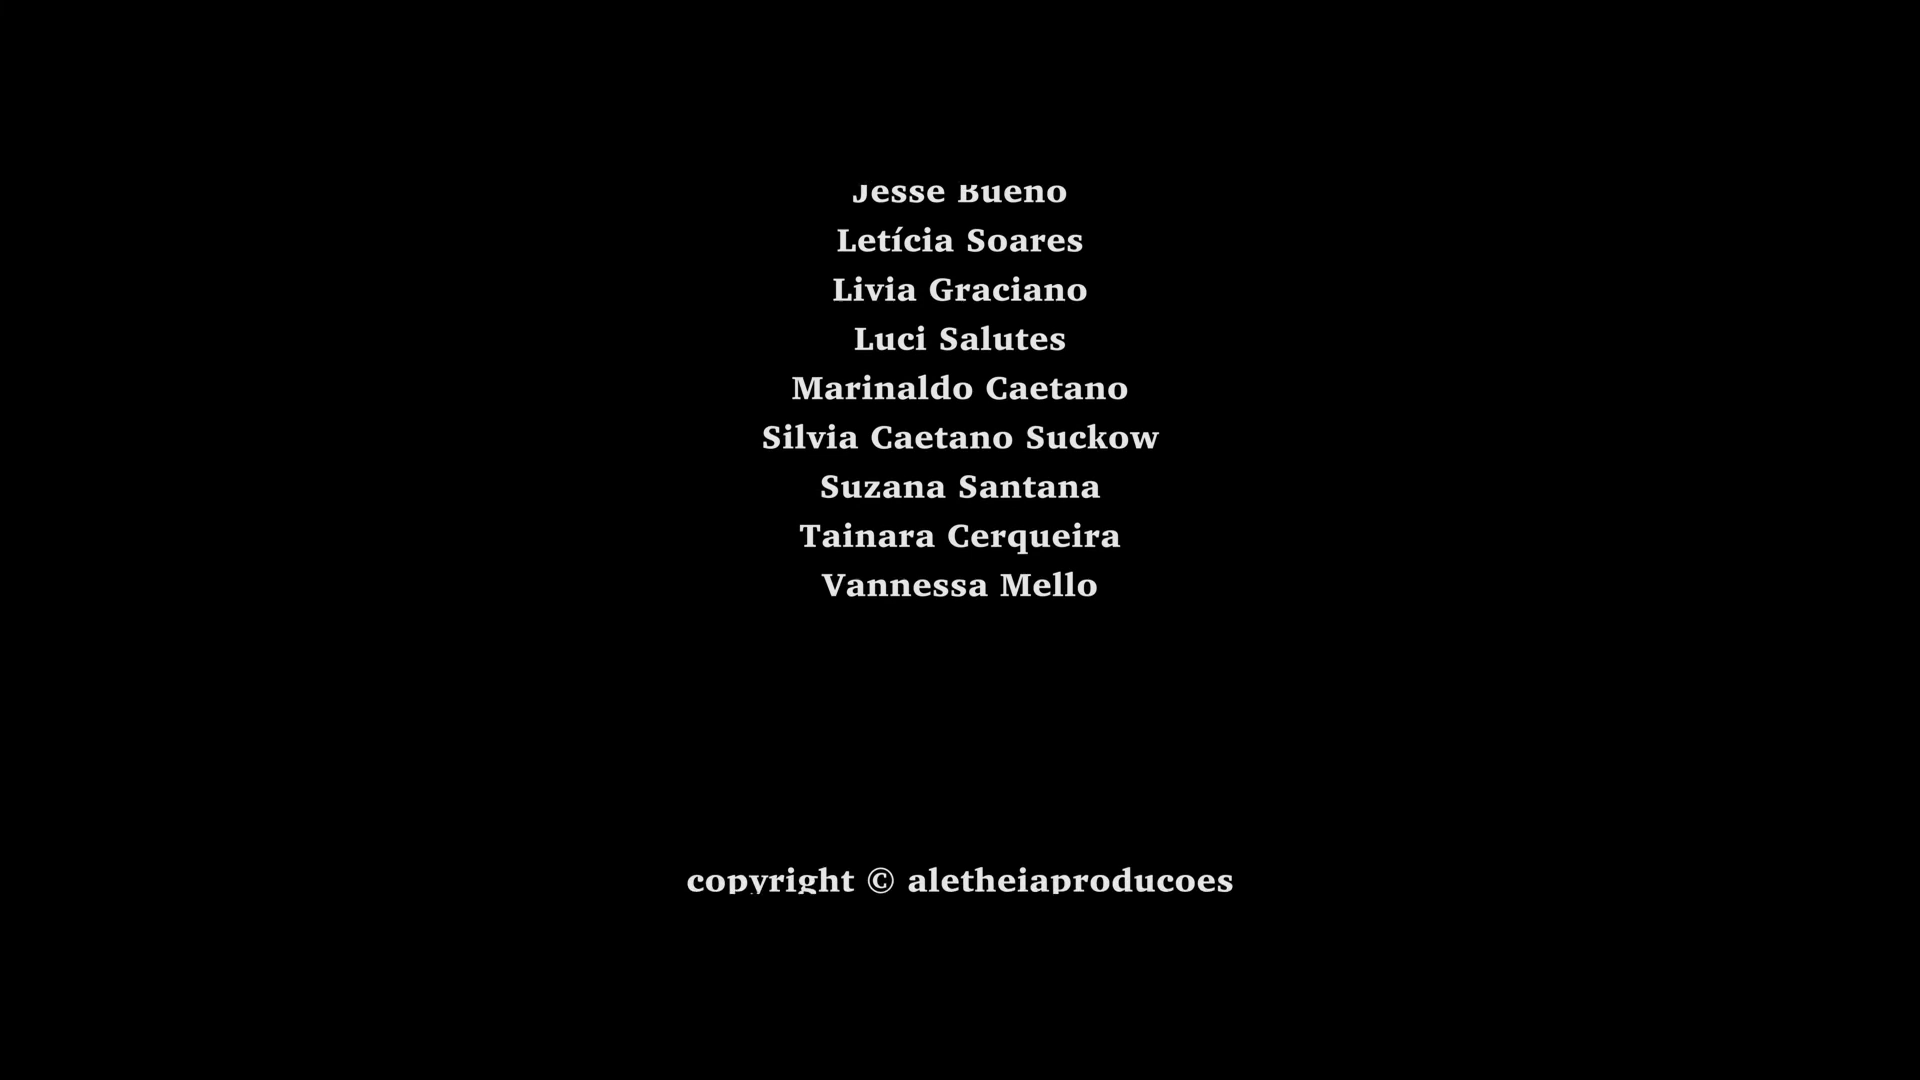 Jesse Bueno
Letícia Soares
Livia Graciano
Luci Salutes
Marinaldo Caetano
Silvia Caetano Suckow
Suzana Santana
Tainara Cerqueira
Vannessa Mello
copyright © aletheiaproducoes